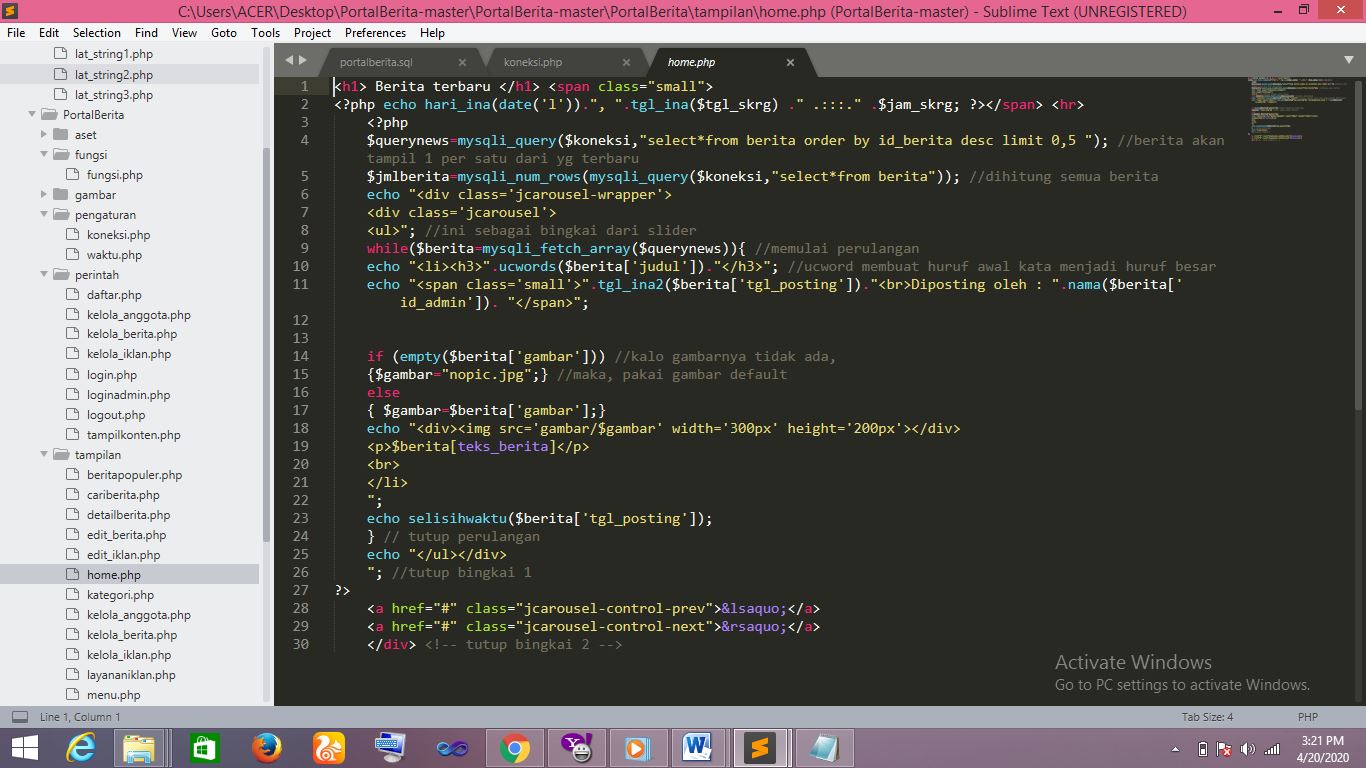 C:\Users\ACER\Desktop\PortalBerita-master\PortalBerita-master\PortalBerita\tampilan\home.php (PortalBerita-master) - Sublime Text (UNREGISTERED)
File Edit Selection Find View Goto Tools Project Preferences Help
lat_string1.php
lat_string2.php
lat_string3.php
PortalBerita
aset
fungsi
fungsi.php
gambar
pengaturan
koneksi.php
waktu.php
perintah
daftar.php
kelola_anggota.php
kelola_berita.php
kelola_iklan.php
login.php
loginadmin.php
logout.php
tampilkonten.php
tampilan
beritapopuler.php
cariberita.php
detailberita.php
edit_berita.php
edit_iklan.php
home.php
kategori.php
kelola_anggota.php
kelola_berita.php
kelola_iklan.php
layananiklan.php
menu.php
portalberita.sql × koneksi.php × home.php ×
1 <h1> Berita terbaru </h1> <span class="small">
2 <?php echo hari_ina(date('l')).", ".tgl_ina($tgl_skrg) ." .:::." .$jam_skrg; ?></span> <hr>
3 <?php
4 $querynews=mysqli_query($koneksi,"select*from berita order by id_berita desc limit 0,5 "); //berita akan
tampil 1 per satu dari yg terbaru
5 $jmlberita=mysqli_num_rows(mysqli_query($koneksi,"select*from berita")); //dihitung semua berita
6 echo "<div class='jcarousel-wrapper'>
7 <div class='jcarousel'>
8 <ul>"; //ini sebagai bingkai dari slider
9 while($berita=mysqli_fetch_array($querynews)){ //memulai perulangan
10 echo "<li><h3>".ucwords($berita['judul'])."</h3>"; //ucword membuat huruf awal kata menjadi huruf besar
11 echo "<span class='small'>".tgl_ina2($berita['tgl_posting'])."<br>Diposting oleh : ".nama($berita['
id_admin']). "</span>";
12
13
14 if (empty($berita['gambar'])) //kalo gambarnya tidak ada,
15 {$gambar="nopic.jpg";} //maka, pakai gambar default
16 else
17 { $gambar=$berita['gambar'];}
18 echo "<div><img src='gambar/$gambar' width='300px' height='200px'></div>
19 <p>$berita[teks_berita]</p>
20 <br>
21 </li>
22 ";
23 echo selisihwaktu($berita['tgl_posting']);
24 } // tutup perulangan
25 echo "</ul></div>
26 "; //tutup bingkai 1
27 ?>
28 <a href="#" class="jcarousel-control-prev">&lsaquo;</a>
29 <a href="#" class="jcarousel-control-next">&rsaquo;</a>
30 </div> <!-- tutup bingkai 2 -->
Activate Windows
Go to PC settings to activate Windows.
Line 1, Column 1 Tab Size: 4 PHP
3:21 PM
4/20/2020